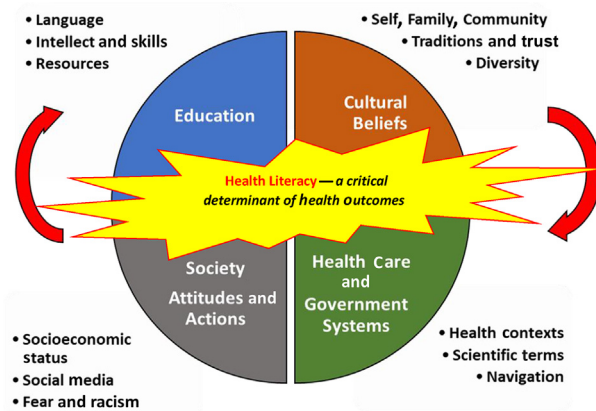 • Language
• Intellect and skills
• Resources
• Self, Family, Community
• Traditions and trust
• Diversity
Education
Cultural
Beliefs
Health Literacy — a critical
determinant of health outcomes
Society
Attitudes and
Actions
Health Care
and
Government
Systems
• Socioeconomic
status
• Social media
• Fear and racism
• Health contexts
• Scientific terms
• Navigation